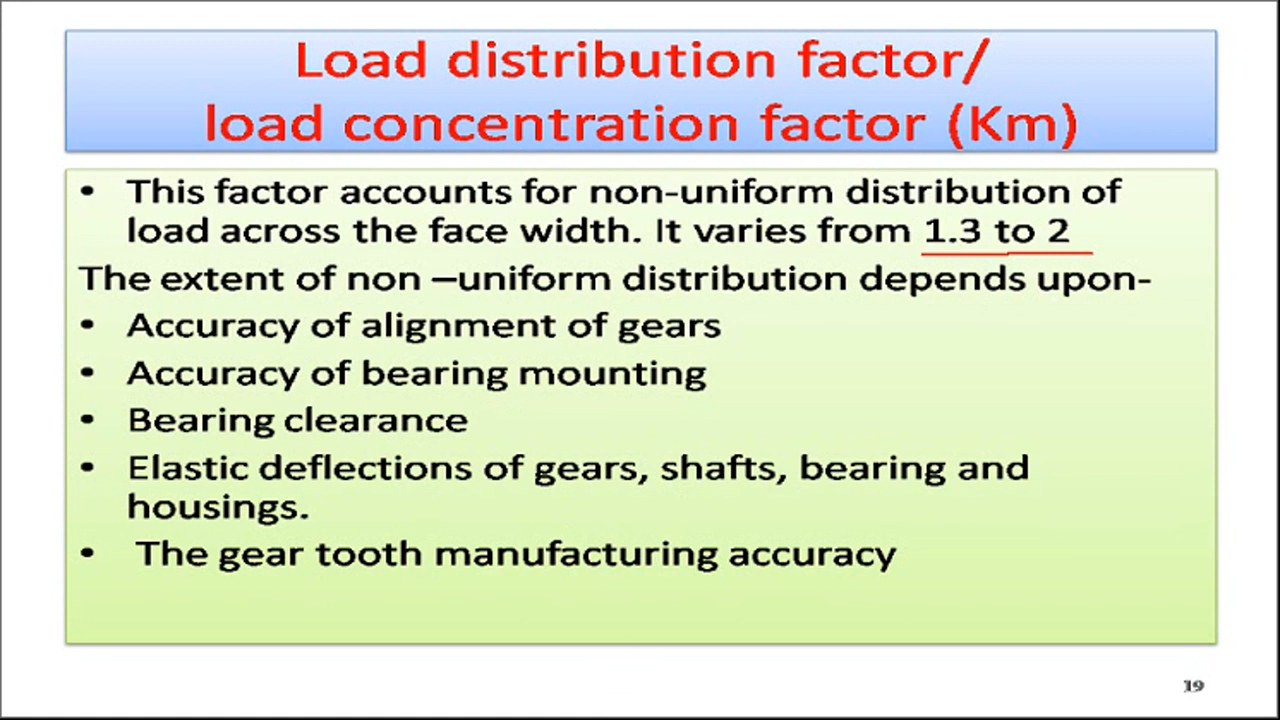 Load distribution factor/
load concentration factor (Km)
• This factor accounts for non-uniform distribution of
load across the face width. It varies from 1.3 to 2
The extent of non –uniform distribution depends upon-
• Accuracy of alignment of gears
• Accuracy of bearing mounting
• Bearing clearance
• Elastic deflections of gears, shafts, bearing and
housings.
• The gear tooth manufacturing accuracy
19